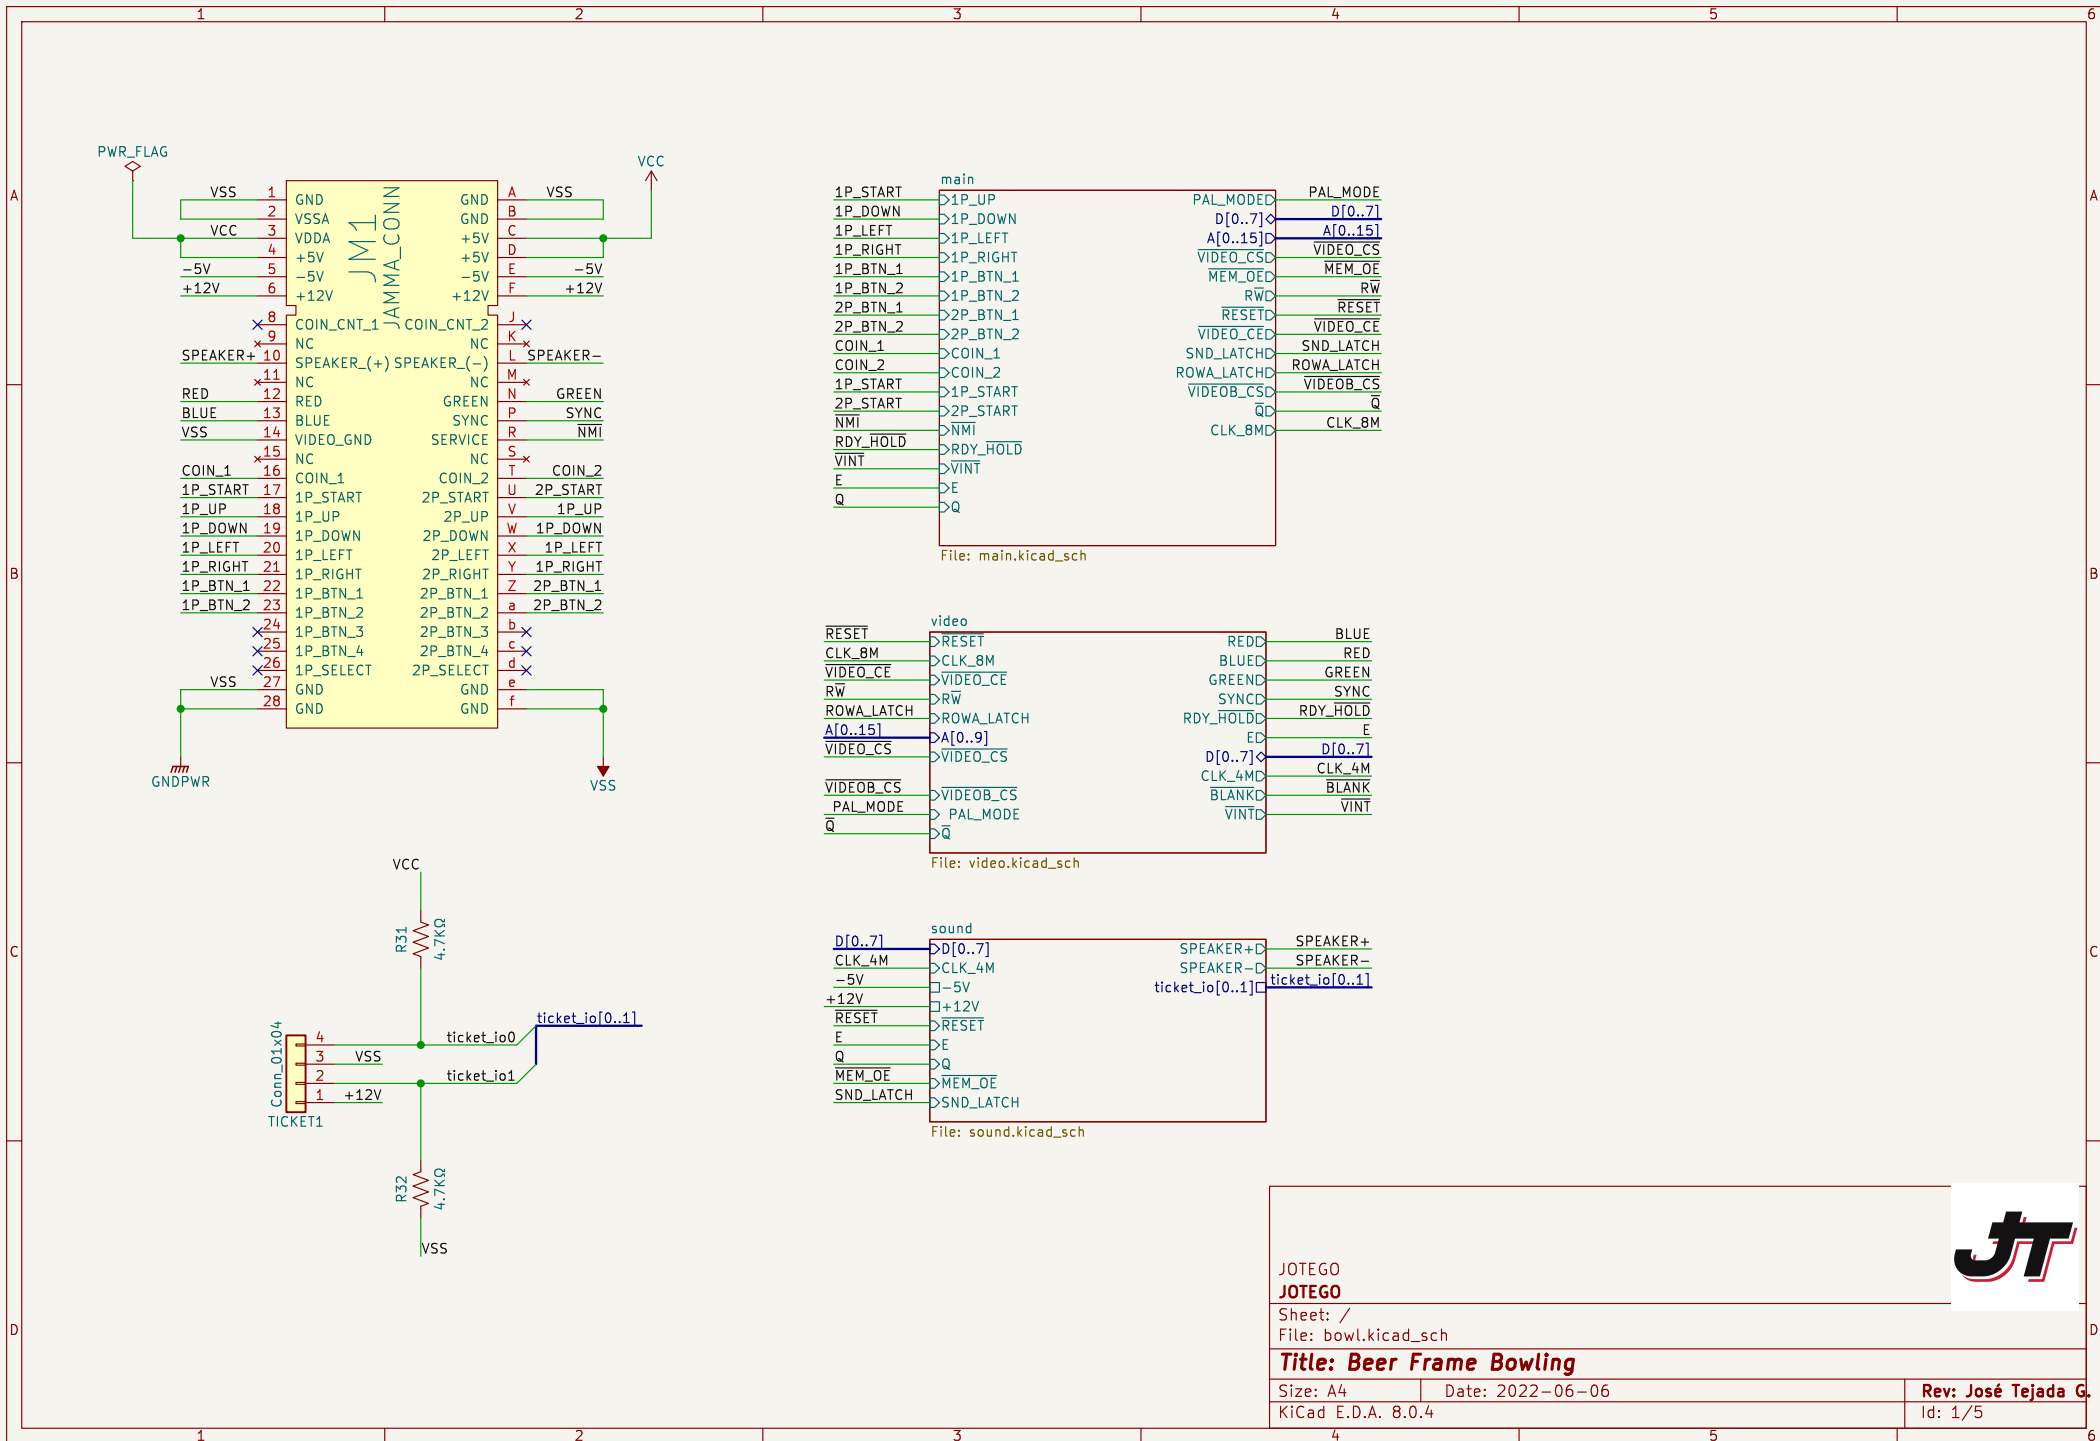 1 2 3 4 5 6
A
B
C
D
A
B
C
D
1 2 3 4 5 6
PWR_FLAG
VCC
JM1
JAMMA_CONN
VSS 1 GND GND A VSS
2 VSSA GND B
VCC 3 VDDA +5V C
4 +5V +5V D
-5V 5 -5V -5V E -5V
+12V 6 +12V +12V F +12V
8 COIN_CNT_1 COIN_CNT_2 J
9 NC NC K
SPEAKER+ 10 SPEAKER_(+) SPEAKER_(-) L SPEAKER-
11 NC NC M
RED 12 RED GREEN N GREEN
BLUE 13 BLUE SYNC P SYNC
VSS 14 VIDEO_GND SERVICE R NMI
15 NC NC S
COIN_1 16 COIN_1 COIN_2 T COIN_2
1P_START 17 1P_START 2P_START U 2P_START
1P_UP 18 1P_UP 2P_UP V 1P_UP
1P_DOWN 19 1P_DOWN 2P_DOWN W 1P_DOWN
1P_LEFT 20 1P_LEFT 2P_LEFT X 1P_LEFT
1P_RIGHT 21 1P_RIGHT 2P_RIGHT Y 1P_RIGHT
1P_BTN_1 22 1P_BTN_1 2P_BTN_1 Z 2P_BTN_1
1P_BTN_2 23 1P_BTN_2 2P_BTN_2 a 2P_BTN_2
24 1P_BTN_3 2P_BTN_3 b
25 1P_BTN_4 2P_BTN_4 c
26 1P_SELECT 2P_SELECT d
VSS 27 GND GND e
28 GND GND f
GNDPWR
VSS
VCC
R31
4.7KΩ
ticket_io[0..1]
Conn_01x04
4 ticket_io0
3 VSS
2 ticket_io1
1 +12V
TICKET1
R32
4.7KΩ
VSS
main
1P_START 1P_UP PAL_MODE PAL_MODE
1P_DOWN 1P_DOWN D[0..7] D[0..7]
1P_LEFT 1P_LEFT A[0..15] A[0..15]
1P_RIGHT 1P_RIGHT VIDEO_CS VIDEO_CS
1P_BTN_1 1P_BTN_1 MEM_OE MEM_OE
1P_BTN_2 1P_BTN_2 RW RW
2P_BTN_1 2P_BTN_1 RESET RESET
2P_BTN_2 2P_BTN_2 VIDEO_CE VIDEO_CE
COIN_1 COIN_1 SND_LATCH SND_LATCH
COIN_2 COIN_2 ROWA_LATCH ROWA_LATCH
1P_START 1P_START VIDEOB_CS VIDEOB_CS
2P_START 2P_START Q Q
NMI NMI CLK_8M CLK_8M
RDY_HOLD RDY_HOLD
VINT VINT
E E
Q Q
File: main.kicad_sch
video
RESET RESET RED BLUE
CLK_8M CLK_8M BLUE RED
VIDEO_CE VIDEO_CE GREEN GREEN
RW RW SYNC SYNC
ROWA_LATCH ROWA_LATCH RDY_HOLD RDY_HOLD
A[0..15] A[0..9] E E
VIDEO_CS VIDEO_CS D[0..7] D[0..7]
CLK_4M CLK_4M
VIDEOB_CS VIDEOB_CS BLANK BLANK
PAL_MODE PAL_MODE VINT VINT
Q Q
File: video.kicad_sch
sound
D[0..7] D[0..7] SPEAKER+ SPEAKER+
CLK_4M CLK_4M SPEAKER- SPEAKER-
-5V -5V ticket_io[0..1] ticket_io[0..1]
+12V +12V
RESET RESET
E E
Q Q
MEM_OE MEM_OE
SND_LATCH SND_LATCH
File: sound.kicad_sch
JT
JOTEGO
JOTEGO
Sheet: /
File: bowl.kicad_sch
Title: Beer Frame Bowling
Size: A4 Date: 2022-06-06 Rev: José Tejada G.
KiCad E.D.A. 8.0.4 Id: 1/5